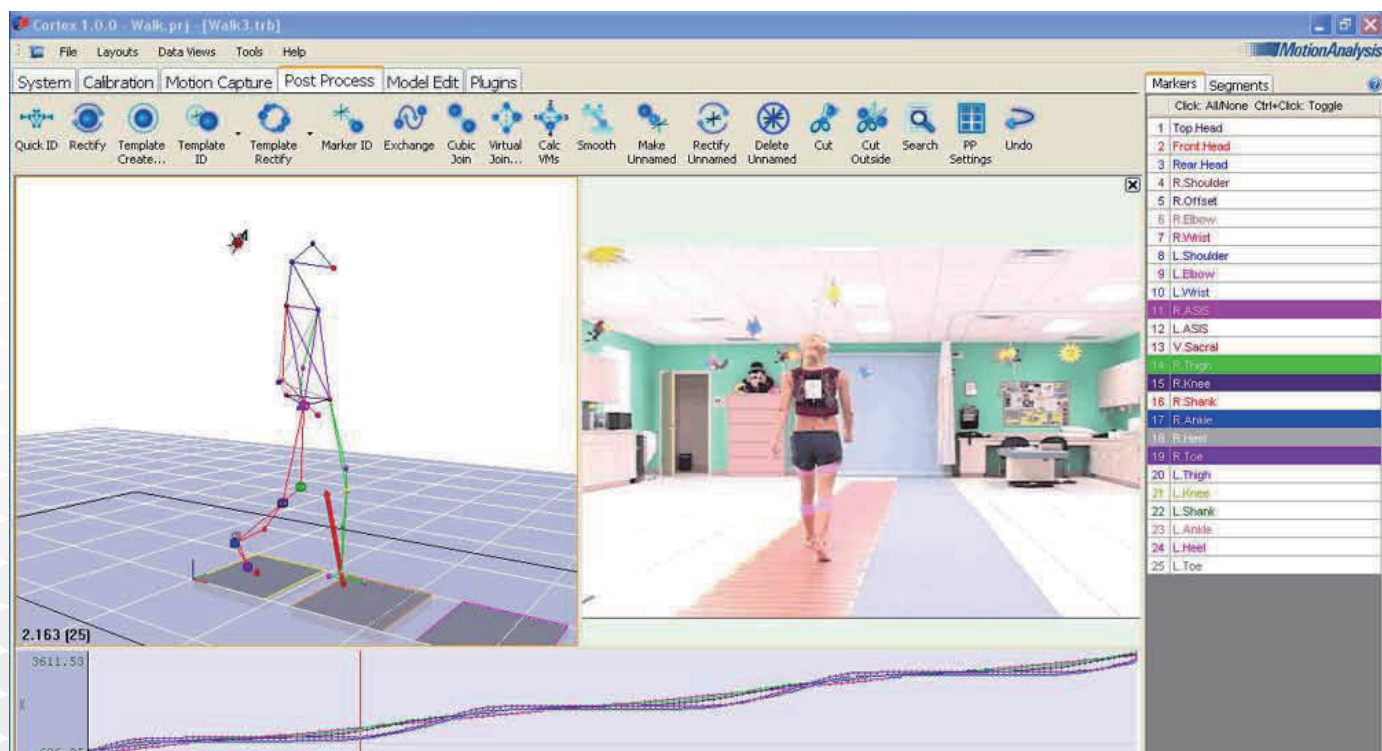 Cortex 1.0.0 - Walk.prj - [Walk3.trb]
File Layouts Data Views Tools Help
MotionAnalysis
System Calibration Motion Capture Post Process Model Edit Plugins
Quick ID Rectify Template Create... Template ID Template Rectify Marker ID Exchange Cubic Join Virtual Join... Calc VMs Smooth Make Unnamed Rectify Unnamed Delete Unnamed Cut Cut Outside Search PP Settings Undo
Markers Segments
Click: All/None Ctrl+Click: Toggle
1 Top.Head
2 Front.Head
3 Rear.Head
4 R.Shoulder
5 R.Offset
6 R.Elbow
7 R.Wrist
8 L.Shoulder
9 L.Elbow
10 L.Wrist
11 R.ASIS
12 L.ASIS
13 V.Sacral
14 R.Thigh
15 R.Knee
16 R.Shank
17 R.Ankle
18 R.Heel
19 R.Toe
20 L.Thigh
21 L.Knee
22 L.Shank
23 L.Ankle
24 L.Heel
25 L.Toe
4
2.163 (25)
3611.53
X